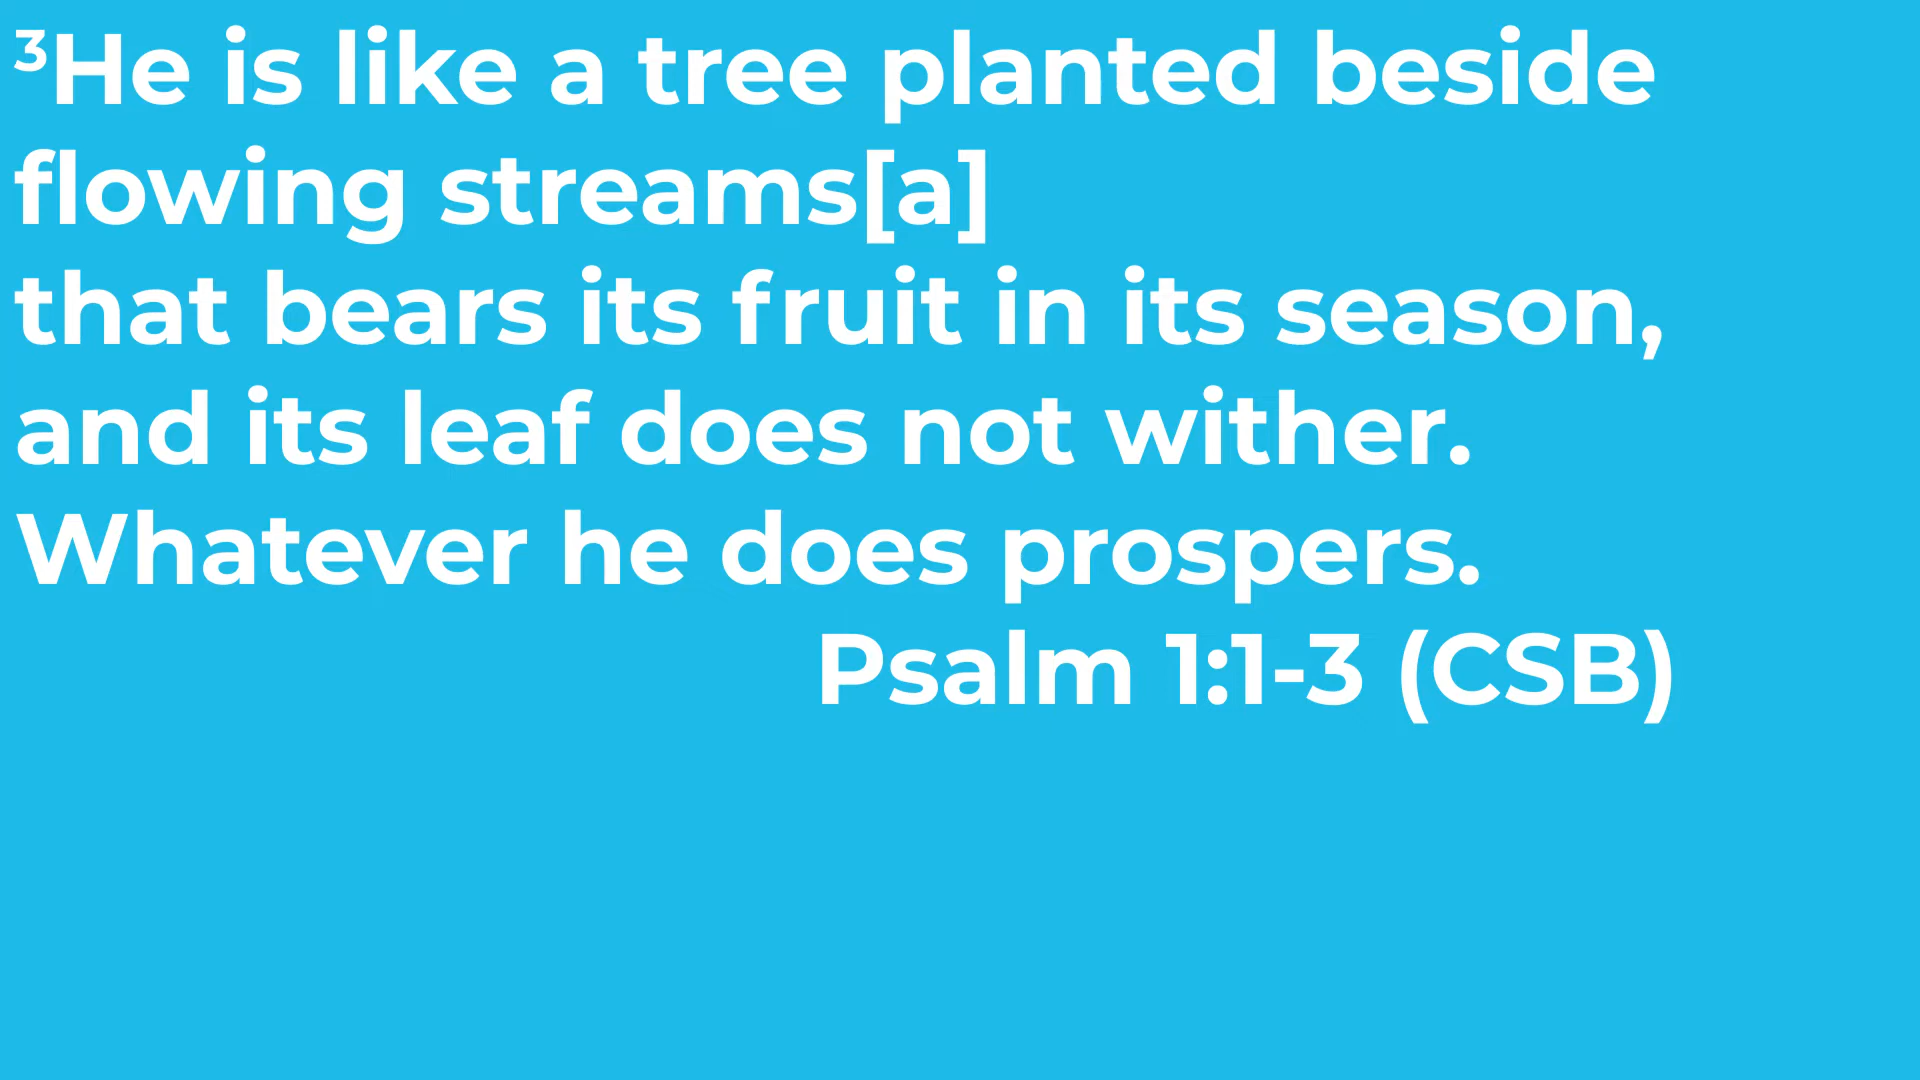 ³He is like a tree planted beside
flowing streams[a]
that bears its fruit in its season,
and its leaf does not wither.
Whatever he does prospers.
Psalm 1:1-3 (CSB)